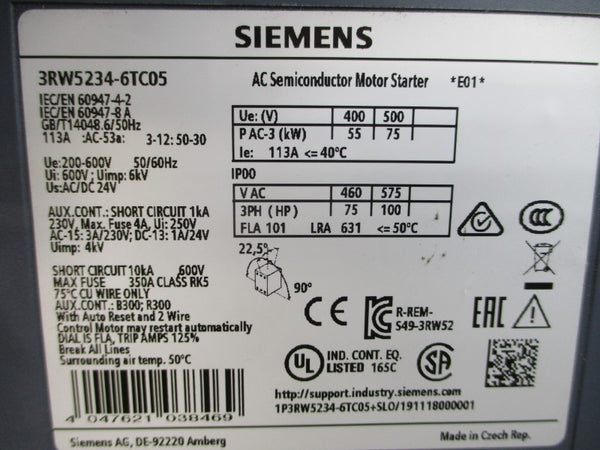 SIEMENS
3RW5234-6TC05
AC Semiconductor Motor Starter *E01*
IEC/EN 60947-4-2
IEC/EN 60947-8 A
GB/T14048.6/50Hz
113A :AC-53a: 3-12: 50-30
Ue:200-600V 50/60Hz
Ui: 600V ; Uimp: 6kV
Us:AC/DC 24V
AUX.CONT.: SHORT CIRCUIT 1kA
230V, Max. Fuse 4A, Ui: 250V
AC-15: 3A/230V; DC-13: 1A/24V
Uimp: 4kV
SHORT CIRCUIT 10kA 600V
MAX FUSE 350A CLASS RK5
75°C CU WIRE ONLY
AUX.CONT.: B300; R300
With Auto Reset and 2 Wire
Control Motor may restart automatically
DIAL IS FLA, TRIP AMPS 125%
Break All Lines
Surrounding air temp. 50°C
4 047621 038469
Siemens AG, DE-92220 Amberg
Ue: (V) 400 500
P AC-3 (kW) 55 75
Ie: 113A <= 40°C
IP00
V AC 460 575
3PH (HP) 75 100
FLA 101 LRA 631 <= 50°C
22,5°
90°
CCC
CE
R-REM-
S49-3RW52
EAC
UL
IND. CONT. EQ.
LISTED 165C
SA
http://support.industry.siemens.com
1P3RW5234-6TC05+SLO/191118000001
Made in Czech Rep.